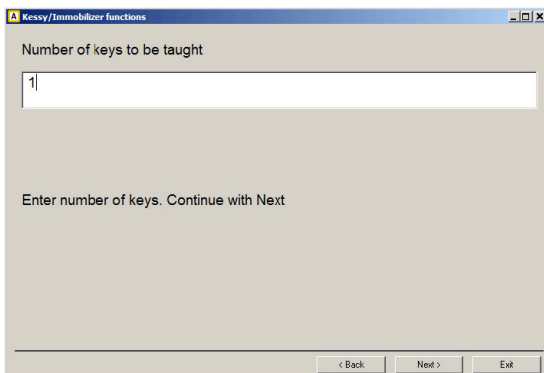 A Kessy/Immobilizer functions
Number of keys to be taught
1
Enter number of keys. Continue with Next
< Back Next > Exit